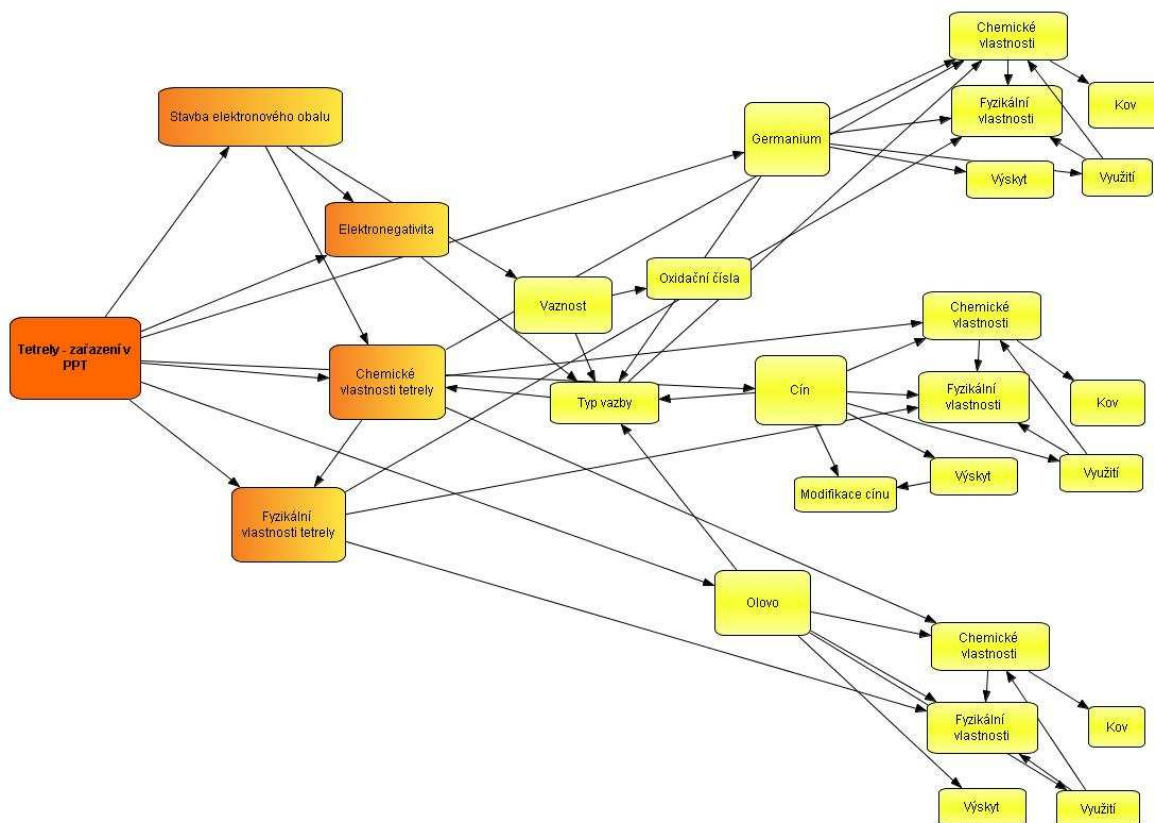 Chemické
vlastnosti
Stavba elektronového obalu
Fyzikální
vlastnosti
Kov
Germanium
Výskyt
Využití
Elektronegativita
Oxidační čísla
Vaznost
Chemické
vlastnosti
Tetrely - zařazení v
PPT
Chemické
vlastnosti tetrely
Typ vazby
Cín
Fyzikální
vlastnosti
Kov
Výskyt
Využití
Modifikace cínu
Fyzikální
vlastnosti tetrely
Olovo
Chemické
vlastnosti
Fyzikální
vlastnosti
Kov
Výskyt
Využití